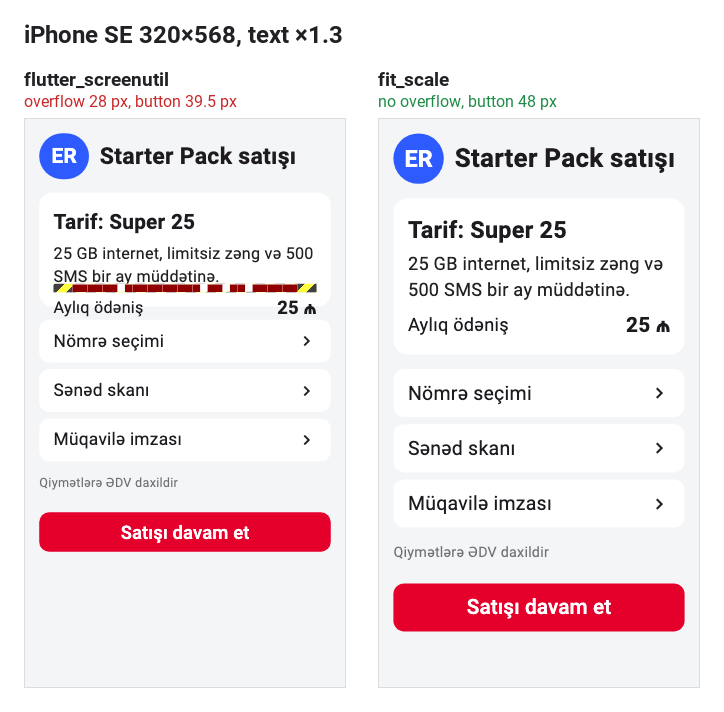 iPhone SE 320×568, text ×1.3
flutter_screenutil
overflow 28 px, button 39.5 px
ER
Starter Pack satışı
Tarif: Super 25
25 GB internet, limitsiz zəng və 500
SMS bir ay müddətinə.
Aylıq ödəniş 25 ₼
Nömrə seçimi
Sənəd skanı
Müqavilə imzası
Qiymətlərə ƏDV daxildir
Satışı davam et
fit_scale
no overflow, button 48 px
ER
Starter Pack satışı
Tarif: Super 25
25 GB internet, limitsiz zəng və
500 SMS bir ay müddətinə.
Aylıq ödəniş 25 ₼
Nömrə seçimi
Sənəd skanı
Müqavilə imzası
Qiymətlərə ƏDV daxildir
Satışı davam et